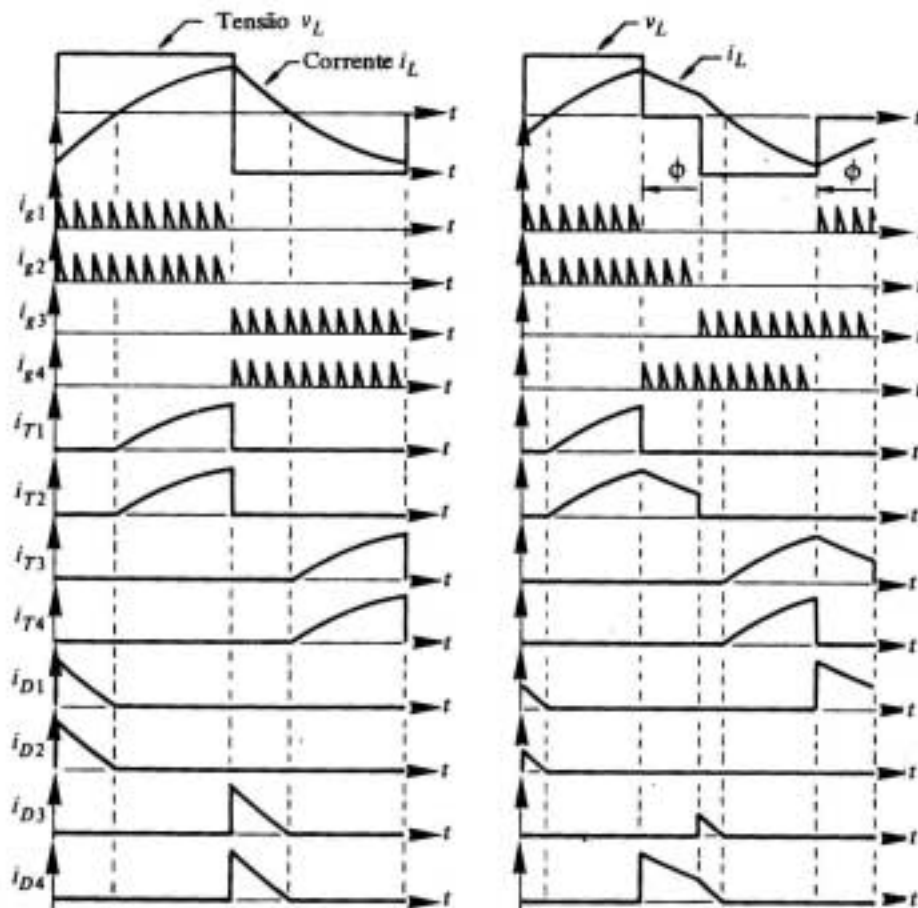 Tensão v_L
Corrente i_L
t
t
i_g1
t
i_g2
t
i_g3
t
i_g4
t
i_T1
t
i_T2
t
i_T3
t
i_T4
t
i_D1
t
i_D2
t
i_D3
t
i_D4
t
v_L
i_L
t
ϕ
ϕ
t
t
t
t
t
t
t
t
t
t
t
t
t